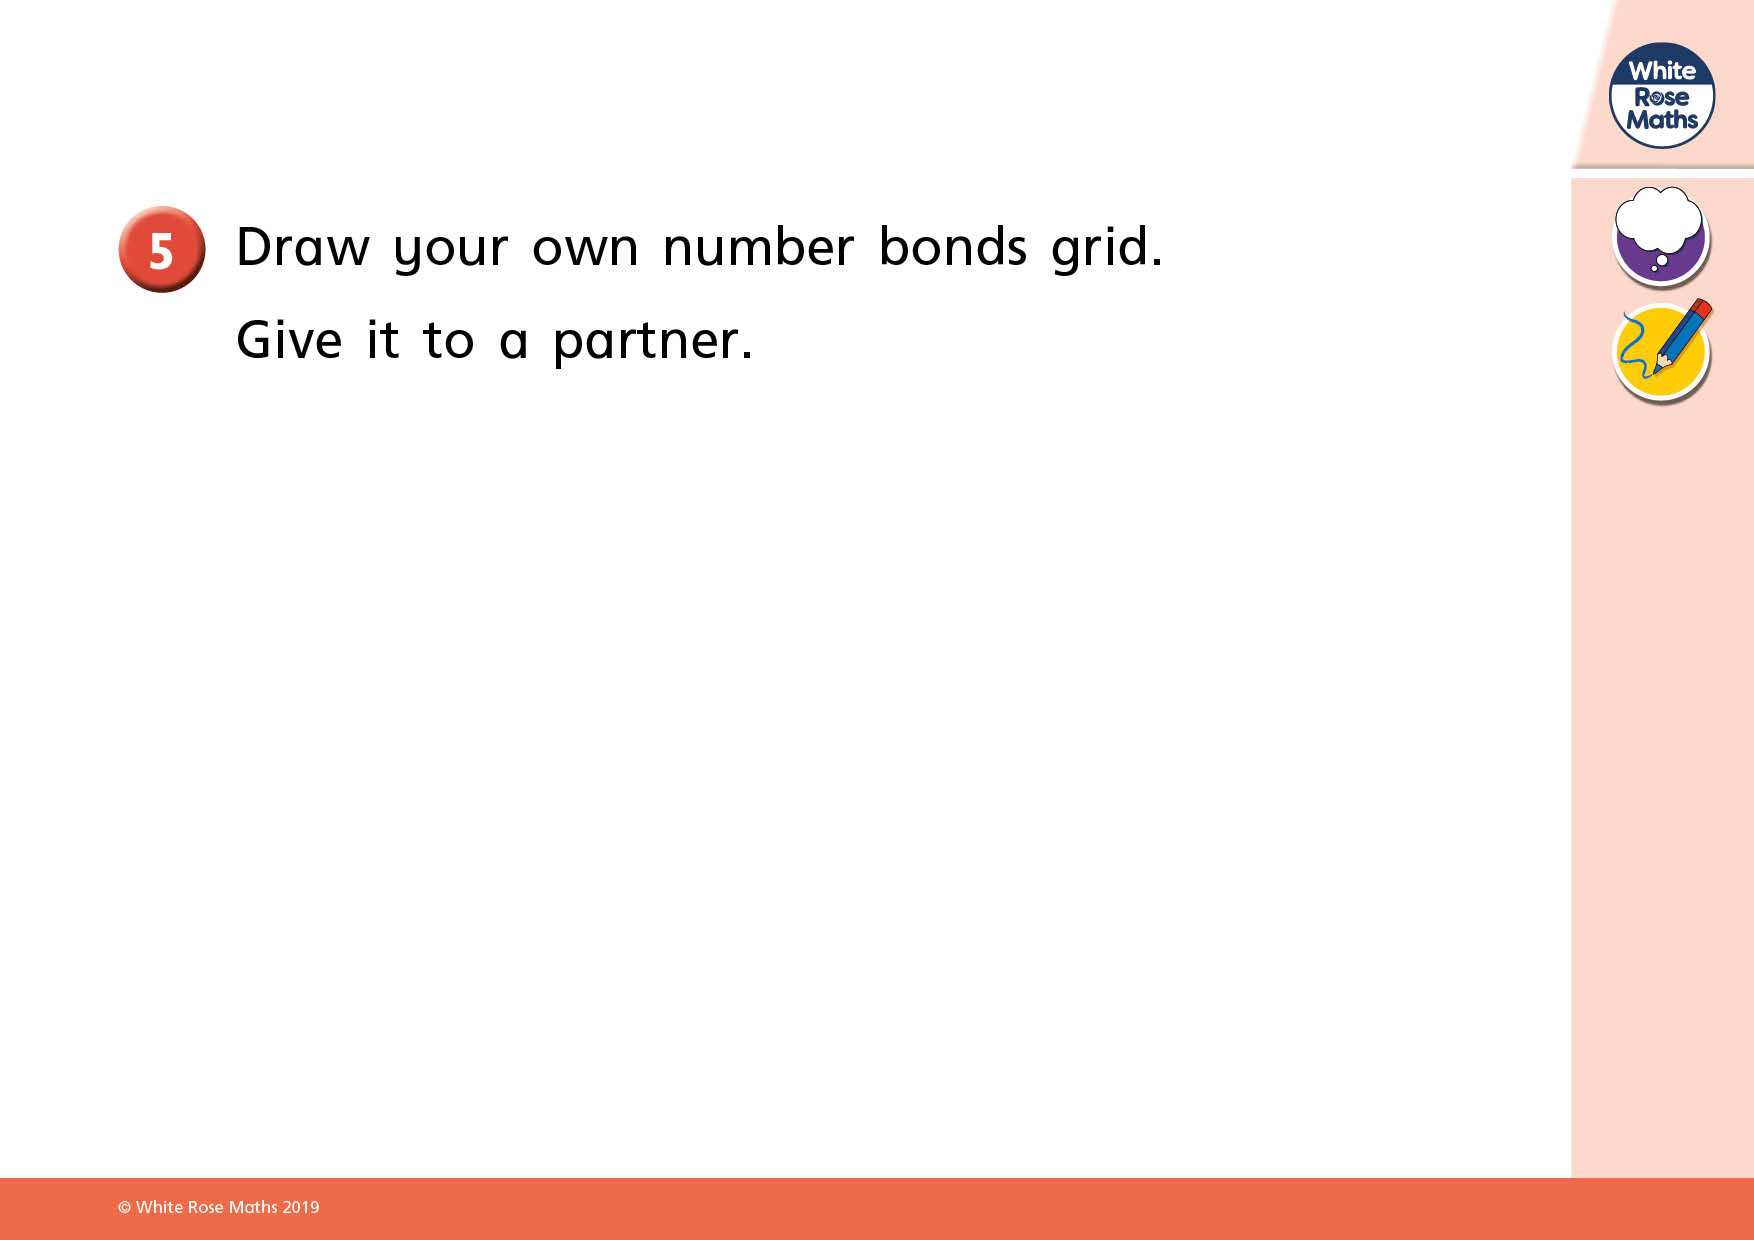 White
Rose
Maths
5 Draw your own number bonds grid.
Give it to a partner.
© White Rose Maths 2019